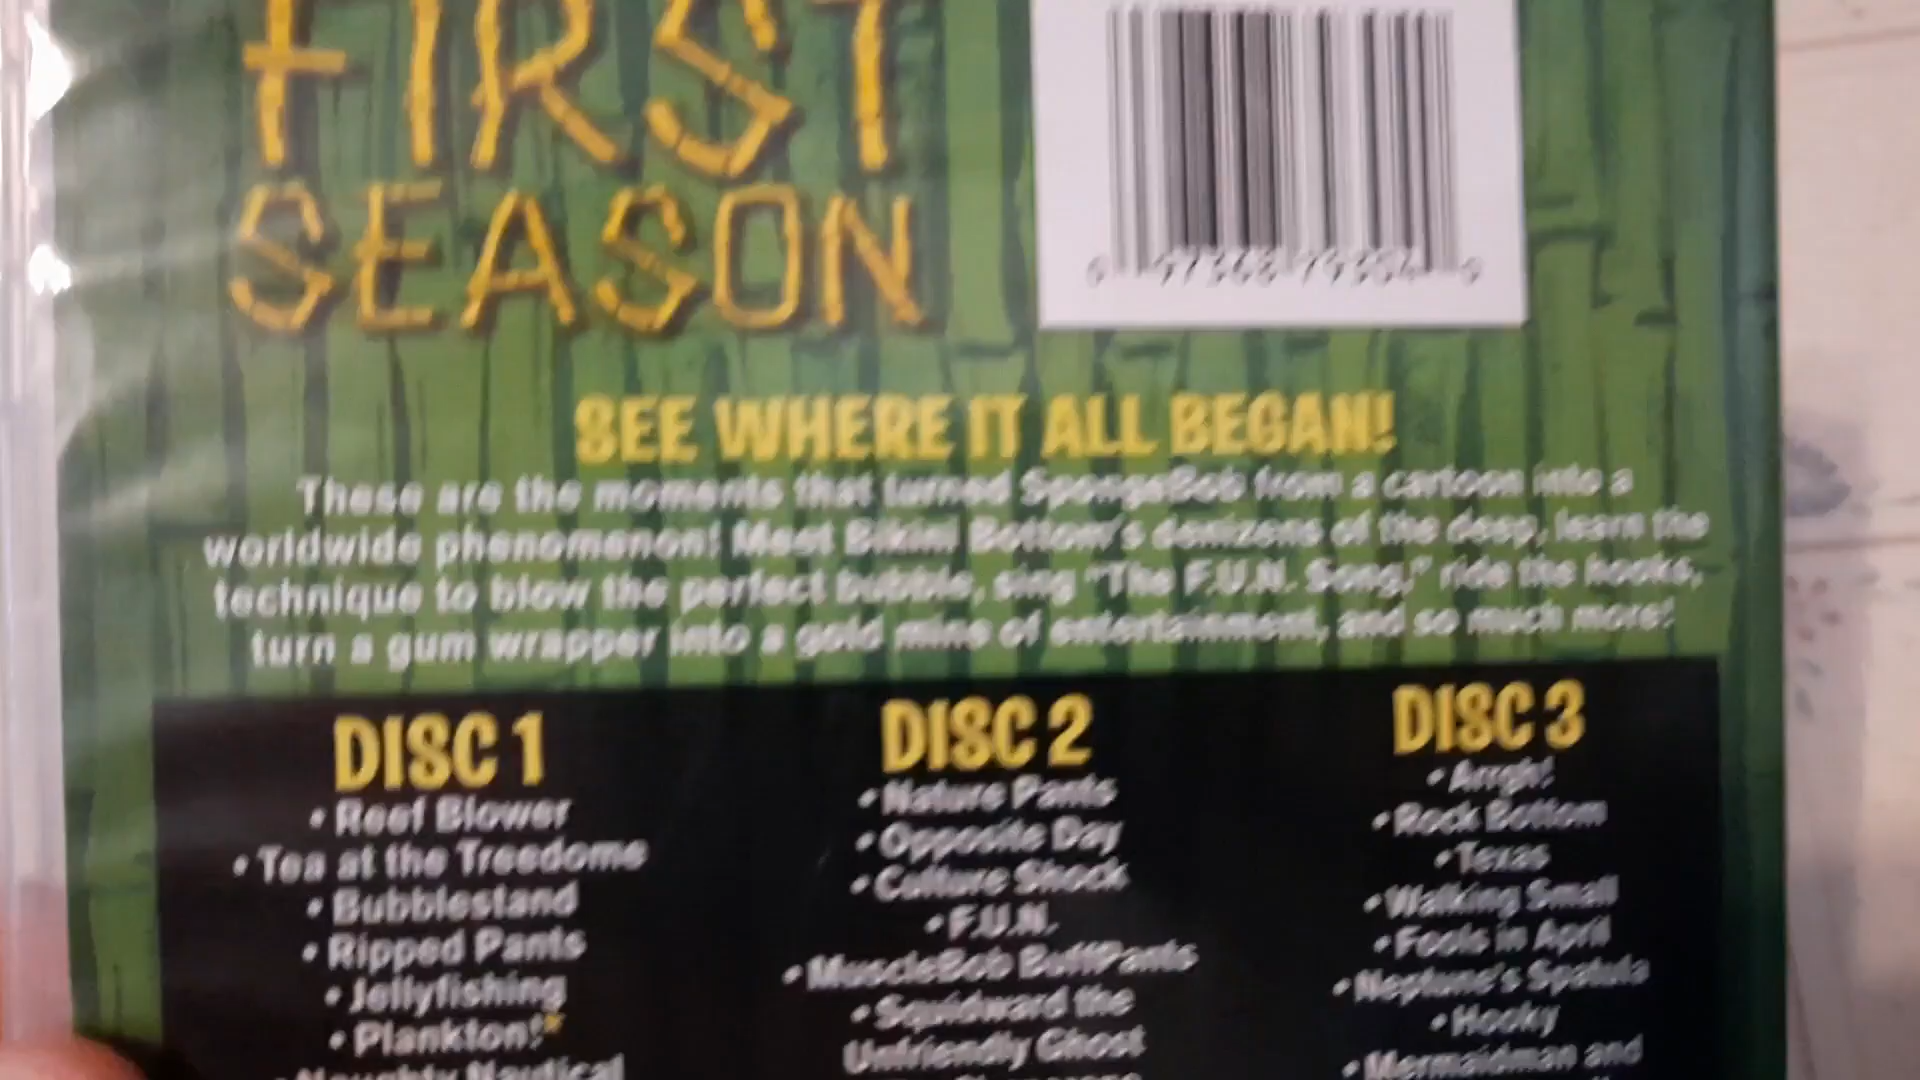 FIRST
SEASON
SEE WHERE IT ALL BEGAN!
These are the moments that turned SpongeBob from a cartoon into a
worldwide phenomenon! Meet Bikini Bottom's denizens of the deep, learn the
technique to blow the perfect bubble, sing "The F.U.N. Song," ride the hooks,
turn a gum wrapper into a gold mine of entertainment, and so much more!
DISC 1
• Reef Blower
• Tea at the Treedome
• Bubblestand
• Ripped Pants
• Jellyfishing
• Plankton!*
• Naughty Nautical
DISC 2
• Nature Pants
• Opposite Day
• Culture Shock
• F.U.N.
• MuscleBob BuffPants
• Squidward the
Unfriendly Ghost
DISC 3
• Arrgh!
• Rock Bottom
• Texas
• Walking Small
• Fools in April
• Neptune's Spatula
• Hooky
• Mermaidman and